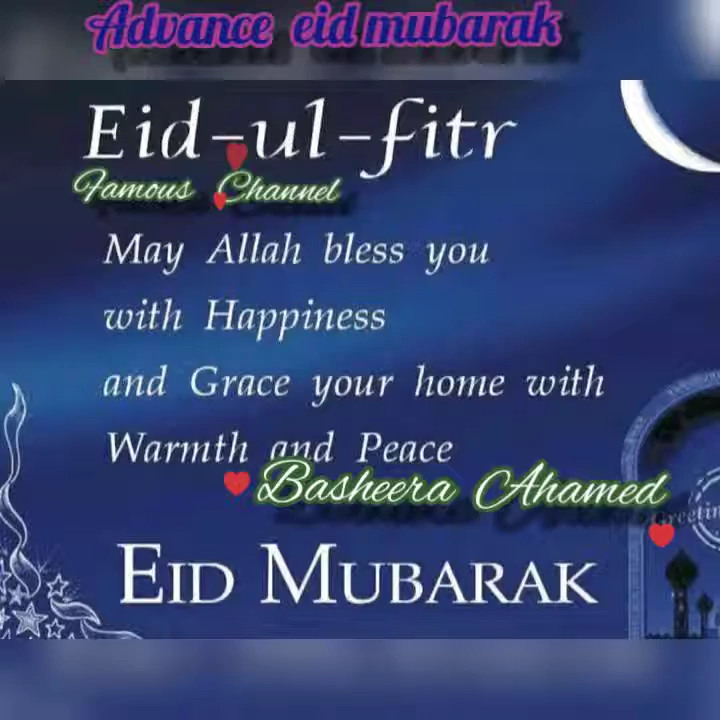 Advance eid mubarak
Eid-ul-fitr
Famous Channel
May Allah bless you
with Happiness
and Grace your home with
Warmth and Peace
Basheera Ahamed
EID MUBARAK